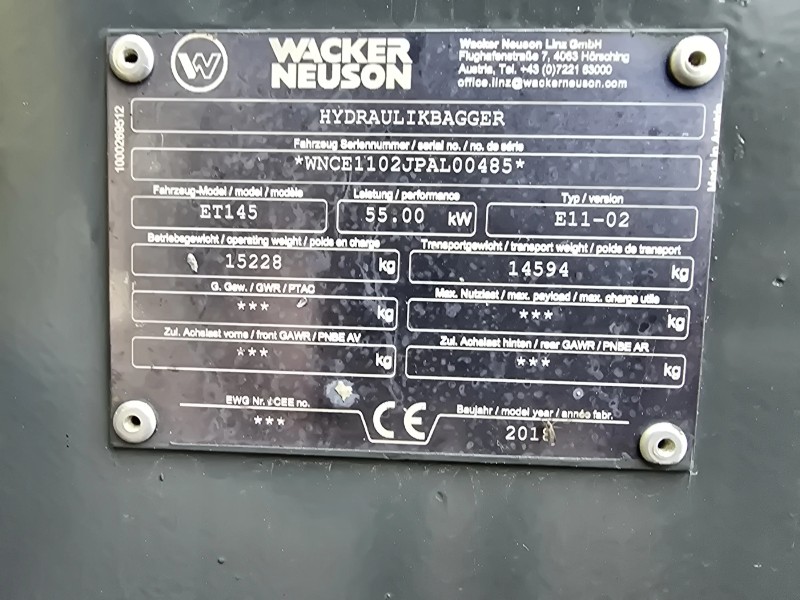 W
WACKER
NEUSON
Wacker Neuson Linz GmbH
Flughafenstraße 7, 4063 Hörsching
Austria, Tel. +43 (0)7221 63000
office.linz@wackerneuson.com
HYDRAULIKBAGGER
Fahrzeug Seriennummer / serial no. / no. de série
*WNCE1102JPAL00485*
Fahrzeug-Model / model / modèle Leistung / performance Typ / version
ET145 55.00 kW E11-02
Betriebsgewicht / operating weight / poids en charge Transportgewicht / transport weight / poids de transport
15228 kg 14594 kg
G. Gew. / GWR / PTAC Max. Nutzlast / max. payload / max. charge utile
*** kg *** kg
Zul. Achslast vorne / front GAWR / PNBE AV Zul. Achslast hinten / rear GAWR / PNBE AR
*** kg *** kg
EWG Nr. CEE no. CE Baujahr / model year / année fabr.
*** 2018
1000269512
Made in Austria